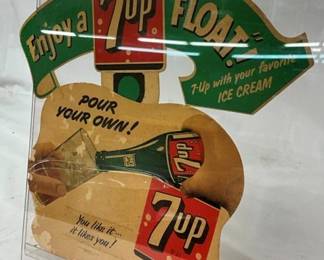 Enjoy a 7up FLOAT!
7-Up with your favorite
ICE CREAM
POUR
YOUR OWN!
7up
You like it...
it likes you!
7up